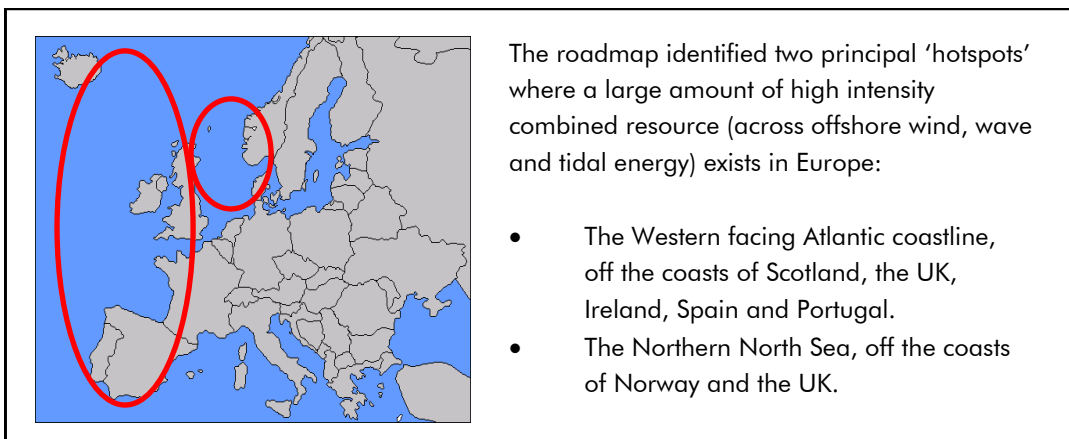 The roadmap identified two principal ‘hotspots’
where a large amount of high intensity
combined resource (across offshore wind, wave
and tidal energy) exists in Europe:
• The Western facing Atlantic coastline,
off the coasts of Scotland, the UK,
Ireland, Spain and Portugal.
• The Northern North Sea, off the coasts
of Norway and the UK.